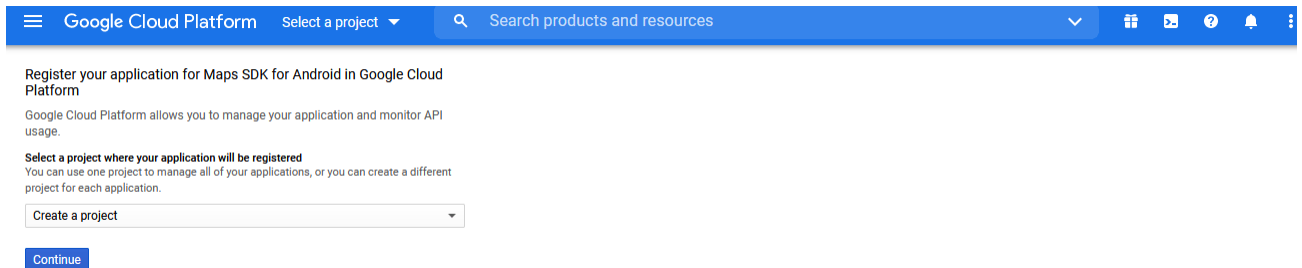 Google Cloud Platform Select a project Search products and resources
Register your application for Maps SDK for Android in Google Cloud
Platform
Google Cloud Platform allows you to manage your application and monitor API
usage.
Select a project where your application will be registered
You can use one project to manage all of your applications, or you can create a different
project for each application.
Create a project
Continue